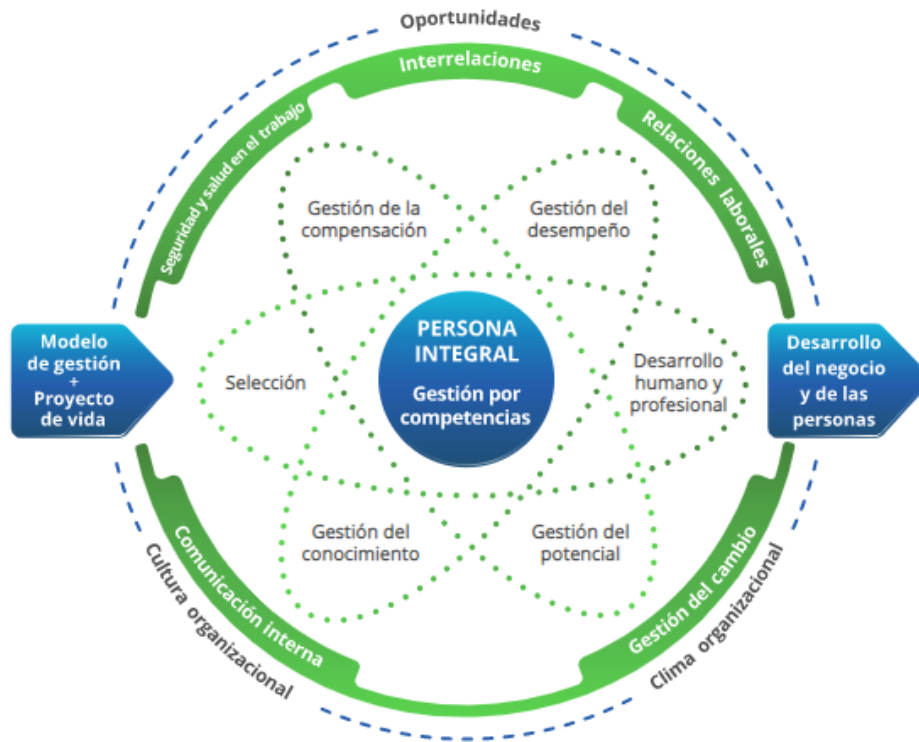 Oportunidades
Interrelaciones
Seguridad y salud en el trabajo
Relaciones laborales
Gestión de la
compensación
Gestión del
desempeño
Modelo
de gestión
+
Proyecto
de vida
Selección
PERSONA
INTEGRAL
Gestión por
competencias
Desarrollo
humano y
profesional
Desarrollo
del negocio
y de las
personas
Gestión del
conocimiento
Gestión del
potencial
Comunicación interna
Gestión del cambio
Cultura organizacional
Clima organizacional